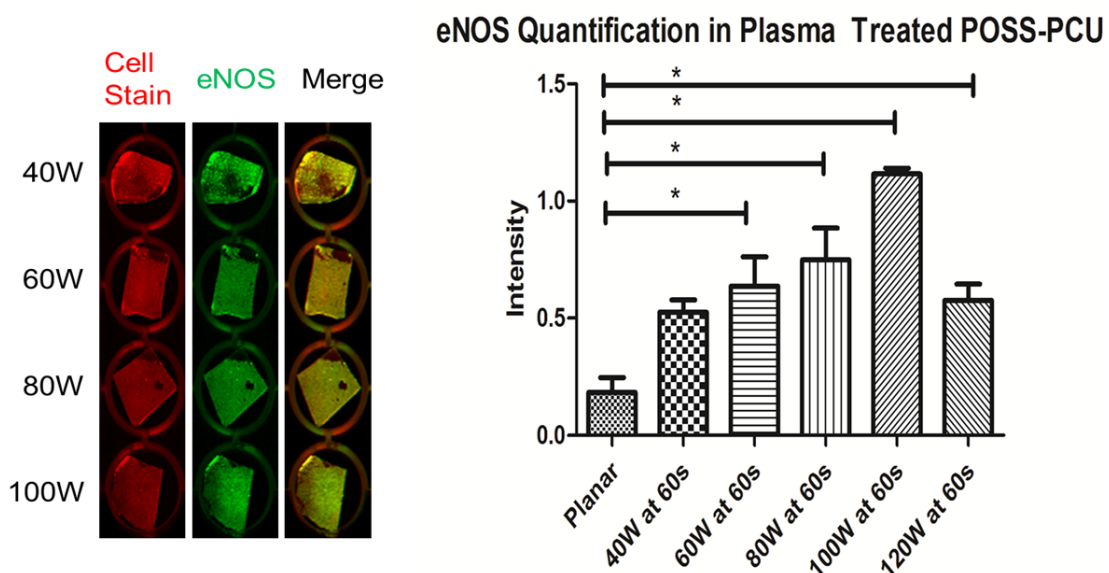 Cell
Stain
eNOS
Merge
40W
60W
80W
100W
eNOS Quantification in Plasma Treated POSS-PCU
Intensity
1.5
1.0
0.5
0.0
*
*
*
*
Planar
40W at 60s
60W at 60s
80W at 60s
100W at 60s
120W at 60s